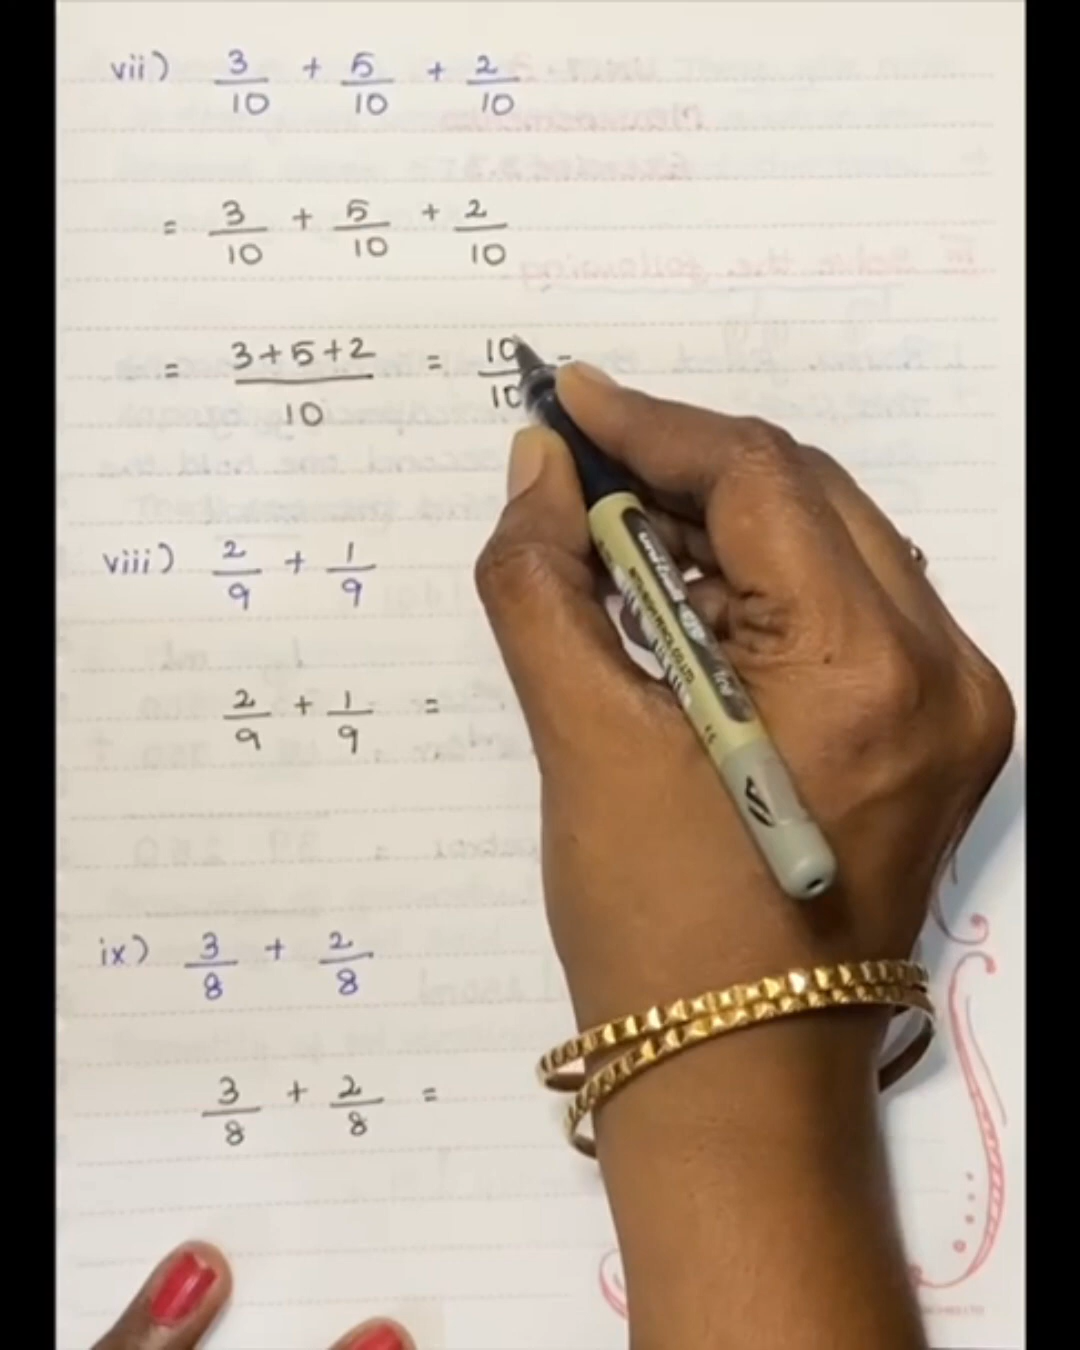 vii) 3/10 + 5/10 + 2/10
= 3/10 + 5/10 + 2/10
= 3+5+2/10 = 10/10 =
viii) 2/9 + 1/9
2/9 + 1/9 =
ix) 3/8 + 2/8
3/8 + 2/8 =